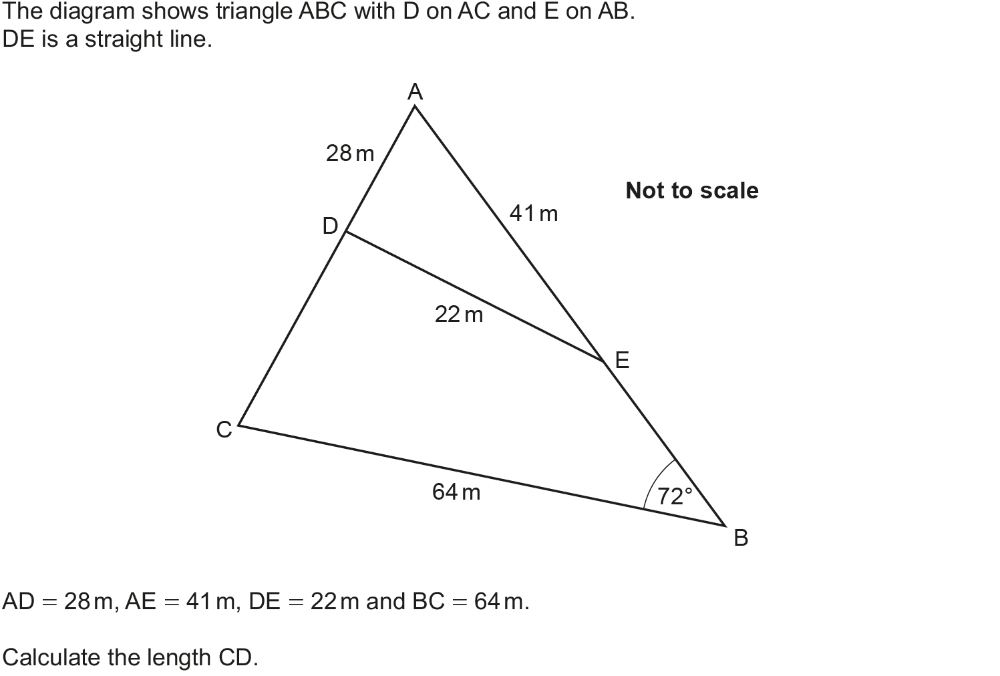 The diagram shows triangle ABC with D on AC and E on AB.
DE is a straight line.
A
28 m
Not to scale
41 m
D
22 m
E
C
64 m
72°
B
AD = 28 m, AE = 41 m, DE = 22 m and BC = 64 m.
Calculate the length CD.